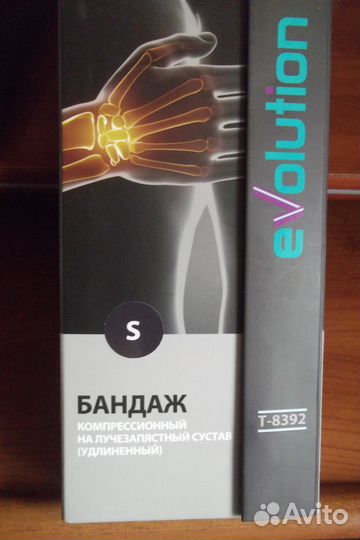 evolution
S
БАНДАЖ
КОМПРЕССИОННЫЙ
НА ЛУЧЕЗАПЯСТНЫЙ СУСТАВ
(УДЛИНЕННЫЙ)
T-8392
Avito